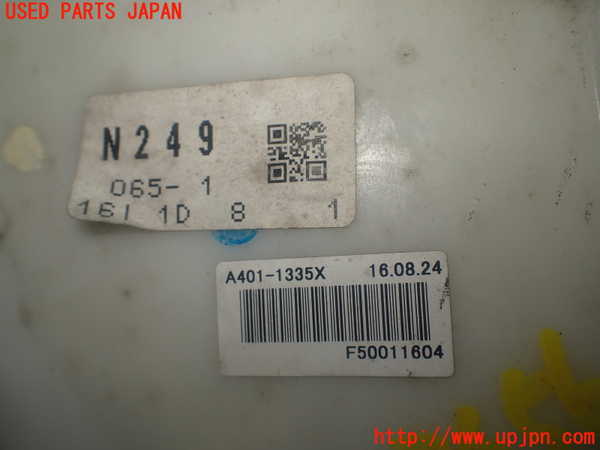 USED PARTS JAPAN
N249
065- 1
161 1D 8 1
A401-1335X 16.08.24
F50011604
http://www.upjpn.com/